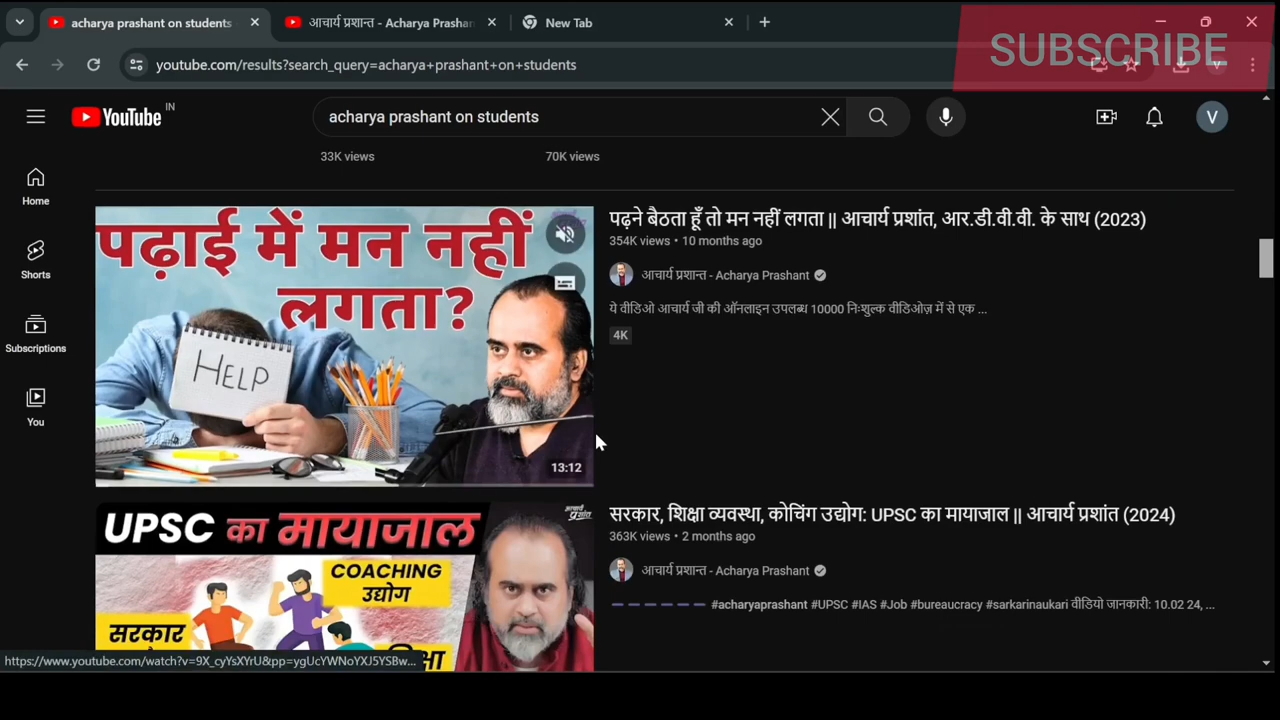 acharya prashant on students
आचार्य प्रशान्त - Acharya Prashan
New Tab
SUBSCRIBE
youtube.com/results?search_query=acharya+prashant+on+students
YouTube IN
acharya prashant on students
V
33K views
70K views
Home
Shorts
Subscriptions
You
पढ़ाई में मन नहीं
लगता?
HELP
13:12
पढ़ने बैठता हूँ तो मन नहीं लगता || आचार्य प्रशांत, आर.डी.वी.वी. के साथ (2023)
354K views • 10 months ago
आचार्य प्रशान्त - Acharya Prashant
ये वीडिओ आचार्य जी की ऑनलाइन उपलब्ध 10000 निःशुल्क वीडिओज़ में से एक ...
4K
UPSC का मायाजाल
आचार्य
प्रशांत
COACHING
उद्योग
सरकार
सरकार, शिक्षा व्यवस्था, कोचिंग उद्योग: UPSC का मायाजाल || आचार्य प्रशांत (2024)
363K views • 2 months ago
आचार्य प्रशान्त - Acharya Prashant
— — — — — — — #acharyaprashant #UPSC #IAS #Job #bureaucracy #sarkarinaukari वीडियो जानकारी: 10.02 24, ...
https://www.youtube.com/watch?v=9X_cyYsXYrU&pp=ygUcYWNoYXJ5YSBw...